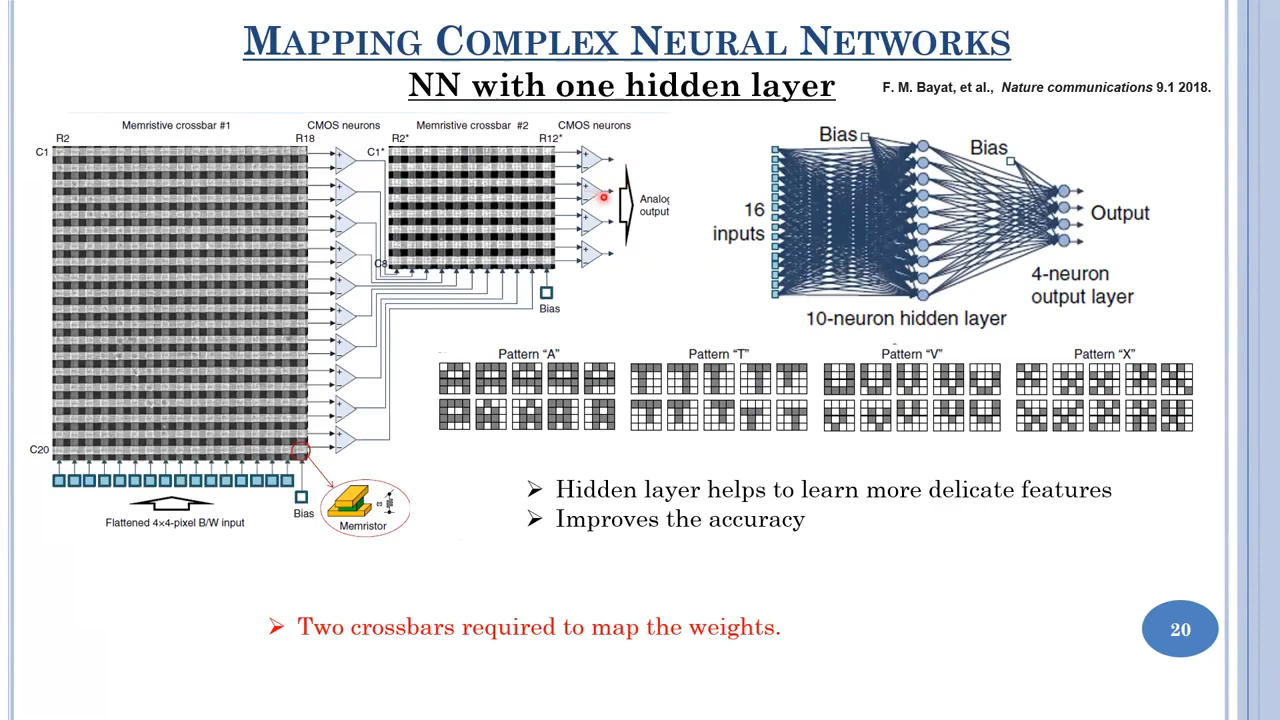 MAPPING COMPLEX NEURAL NETWORKS
NN with one hidden layer
F. M. Bayat, et al., Nature communications 9.1 2018.
Memristive crossbar #1
CMOS neurons
Memristive crossbar #2
CMOS neurons
R2
R18
R2*
R12*
C1
C1*
C8
C20
Analog
output
Bias
Bias
Flattened 4×4-pixel B/W input
Memristor
Bias
Bias
16
inputs
Output
4-neuron
output layer
10-neuron hidden layer
Pattern “A”
Pattern “T”
Pattern “V”
Pattern “X”
➢ Hidden layer helps to learn more delicate features
➢ Improves the accuracy
➢ Two crossbars required to map the weights.
20